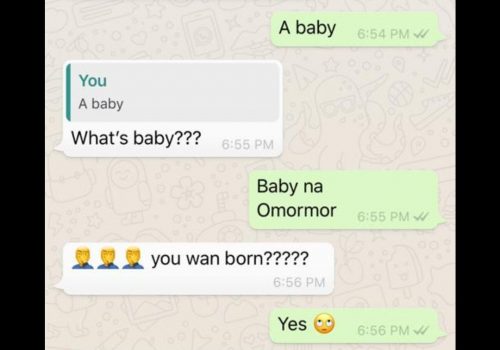 A baby 6:54 PM
You
A baby
What's baby??? 6:55 PM
Baby na
Omormor 6:55 PM
🤦‍♂️🤦‍♂️🤦‍♂️ you wan born?????
6:56 PM
Yes 🙄 6:56 PM